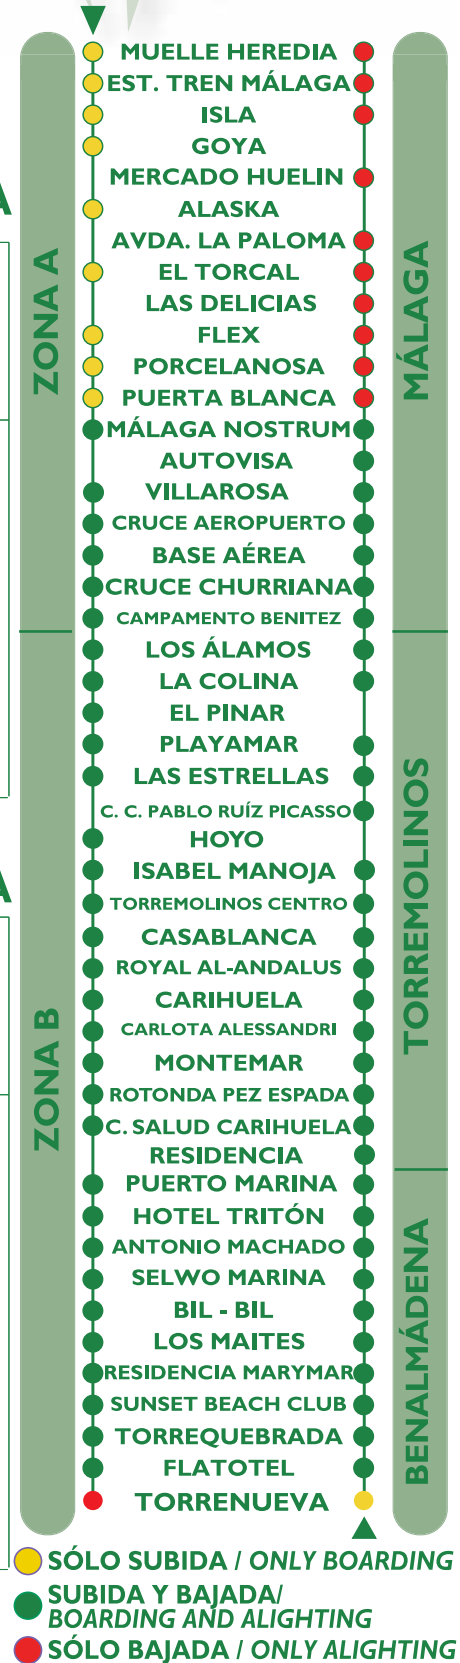 MUELLE HEREDIA
EST. TREN MÁLAGA
ISLA
GOYA
MERCADO HUELIN
ALASKA
AVDA. LA PALOMA
EL TORCAL
LAS DELICIAS
FLEX
PORCELANOSA
PUERTA BLANCA
MÁLAGA NOSTRUM
AUTOVISA
VILLAROSA
CRUCE AEROPUERTO
BASE AÉREA
CRUCE CHURRIANA
CAMPAMENTO BENITEZ
LOS ÁLAMOS
LA COLINA
EL PINAR
PLAYAMAR
LAS ESTRELLAS
C. C. PABLO RUÍZ PICASSO
HOYO
ISABEL MANOJA
TORREMOLINOS CENTRO
CASABLANCA
ROYAL AL-ANDALUS
CARIHUELA
CARLOTA ALESSANDRI
MONTEMAR
ROTONDA PEZ ESPADA
C. SALUD CARIHUELA
RESIDENCIA
PUERTO MARINA
HOTEL TRITÓN
ANTONIO MACHADO
SELWO MARINA
BIL - BIL
LOS MAITES
RESIDENCIA MARYMAR
SUNSET BEACH CLUB
TORREQUEBRADA
FLATOTEL
TORRENUEVA
ZONA A
ZONA B
MÁLAGA
TORREMOLINOS
BENALMÁDENA
A
A
SÓLO SUBIDA / ONLY BOARDING
SUBIDA Y BAJADA/
BOARDING AND ALIGHTING
SÓLO BAJADA / ONLY ALIGHTING